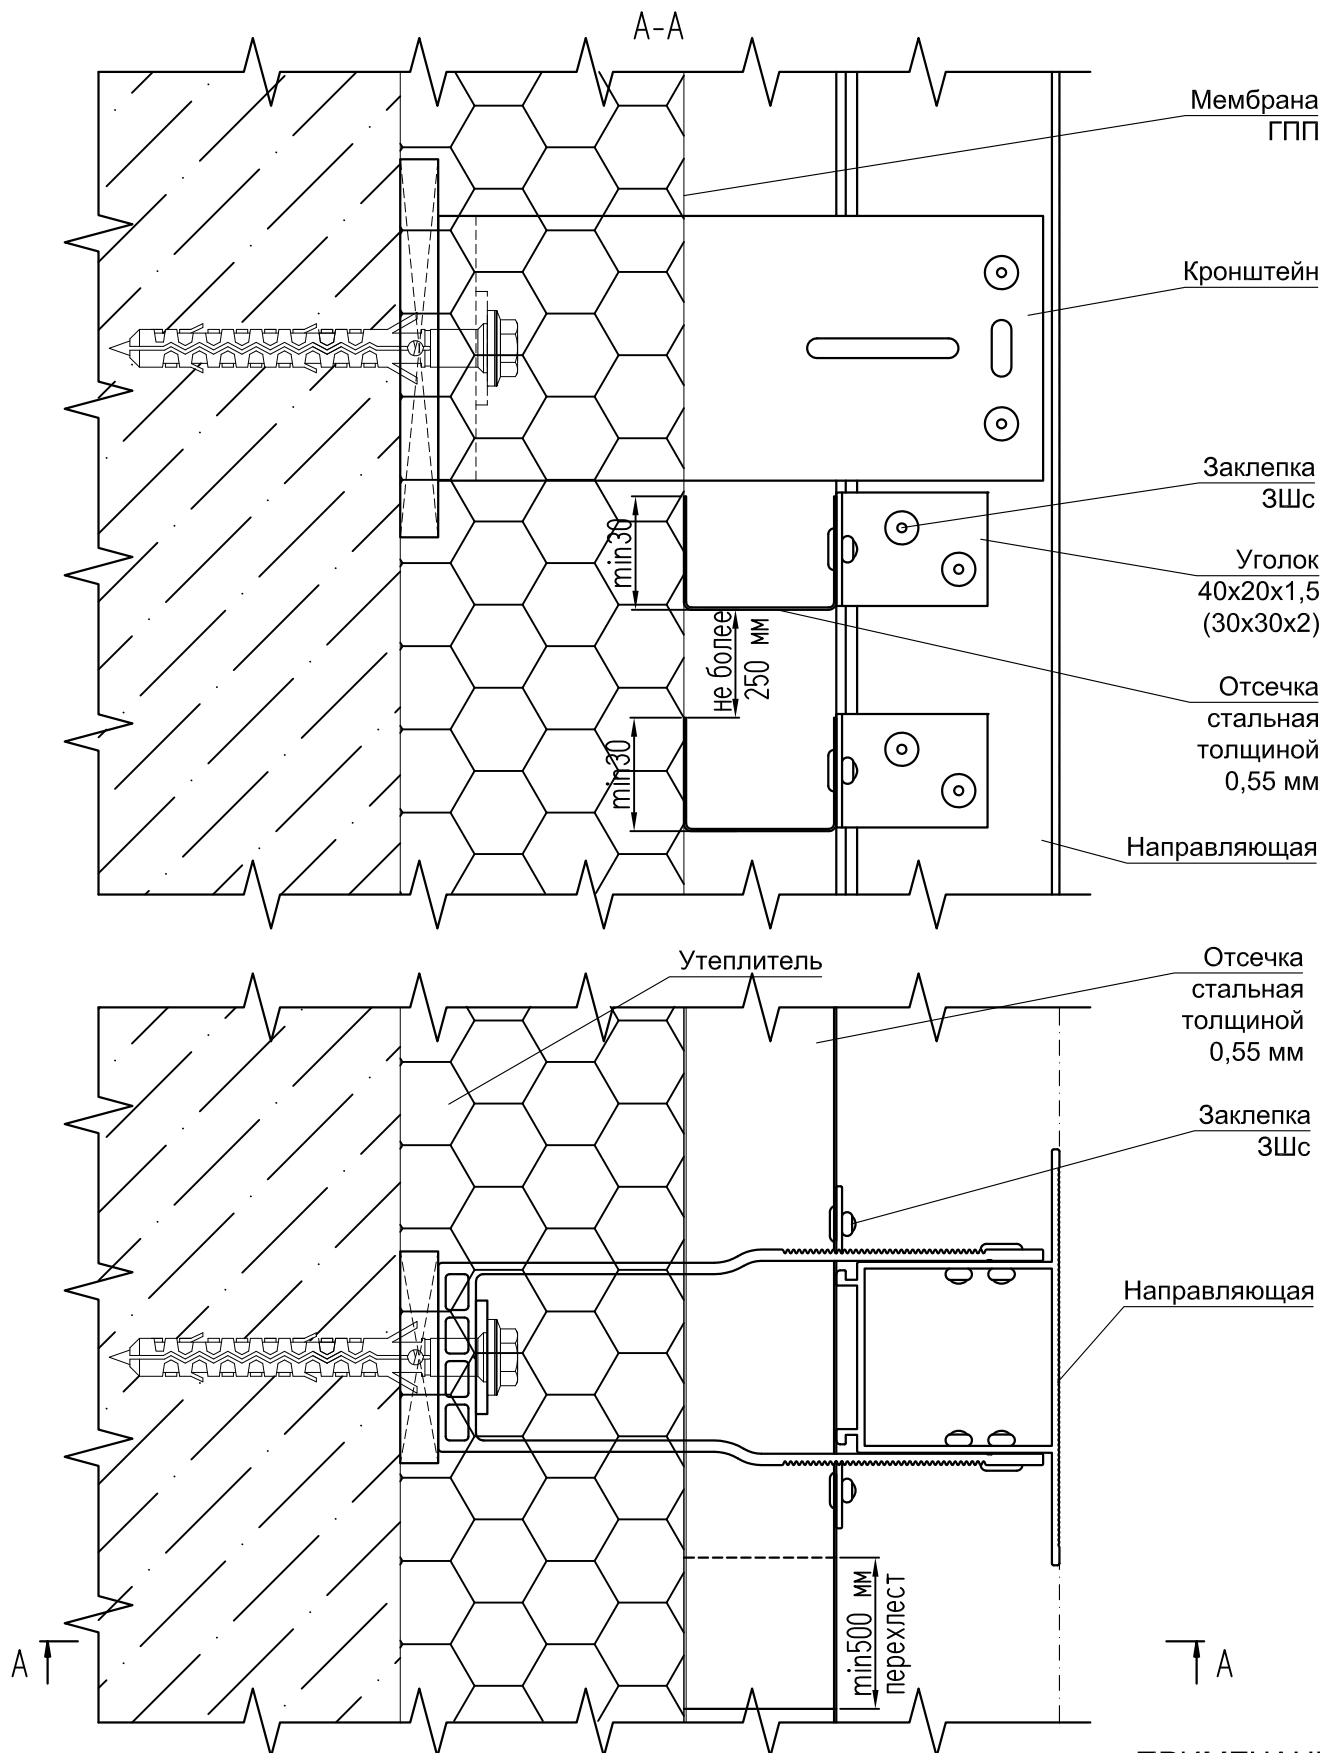 А-А
Мембрана
ГПП
Кронштейн
Заклепка
ЗШс
Уголок
40х20х1,5
(30х30х2)
Отсечка
стальная
толщиной
0,55 мм
Направляющая
min30
не более
250 мм
min30
Утеплитель
Отсечка
стальная
толщиной
0,55 мм
Заклепка
ЗШс
Направляющая
min500 мм
перехлест
А
А